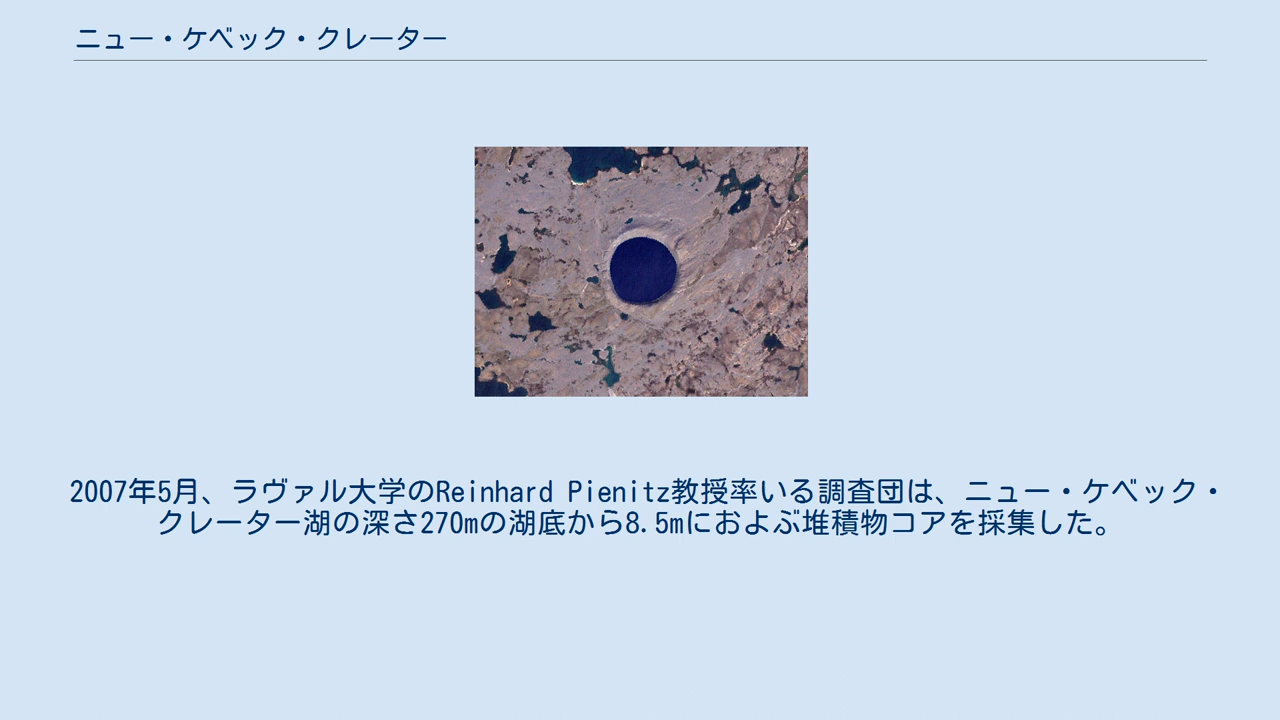 ニュー・ケベック・クレーター
2007年5月、ラヴァル大学のReinhard Pienitz教授率いる調査団は、ニュー・ケベック・
クレーター湖の深さ270mの湖底から8.5mにおよぶ堆積物コアを採集した。